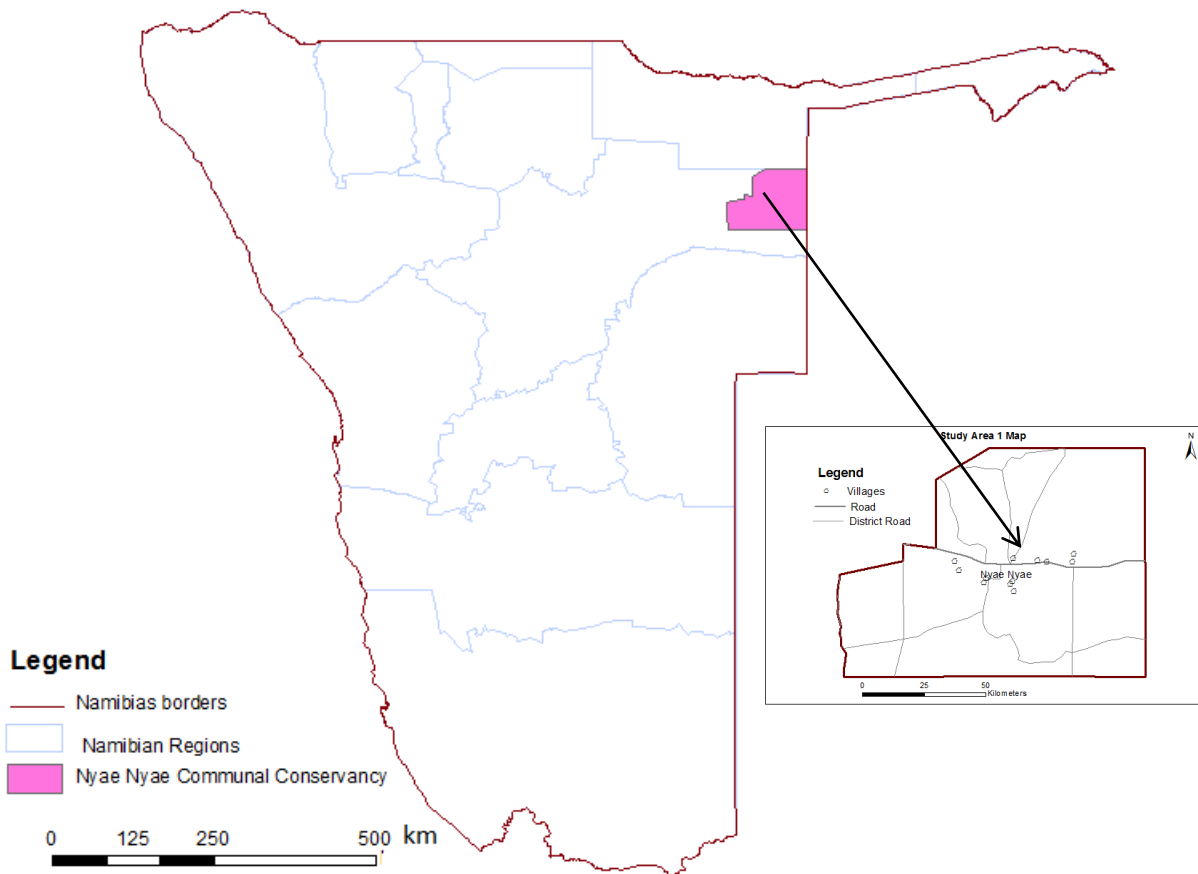 Study Area 1 Map
N
Legend
Villages
Road
District Road
Nyae Nyae
0 25 50
Kilometers
Legend
Namibias borders
Namibian Regions
Nyae Nyae Communal Conservancy
0 125 250 500 km